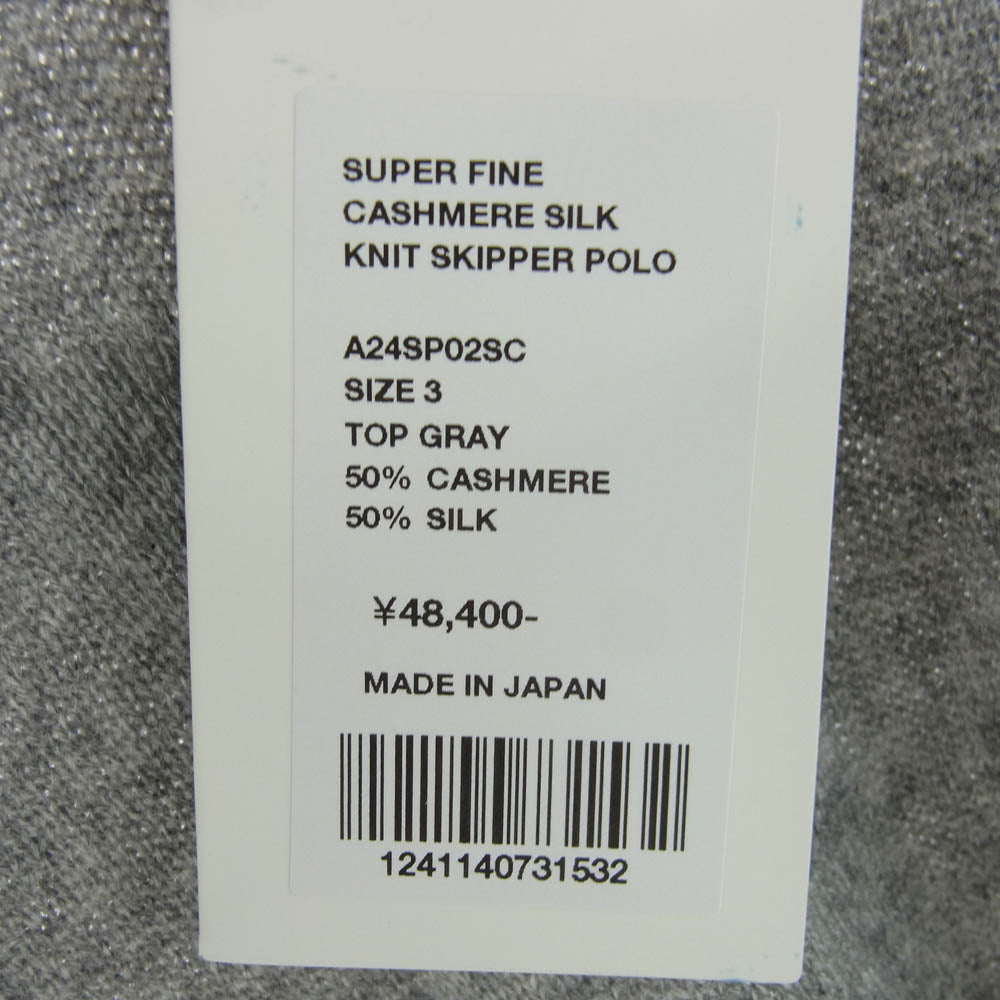 SUPER FINE
CASHMERE SILK
KNIT SKIPPER POLO
A24SP02SC
SIZE 3
TOP GRAY
50% CASHMERE
50% SILK
¥48,400-
MADE IN JAPAN
1241140731532